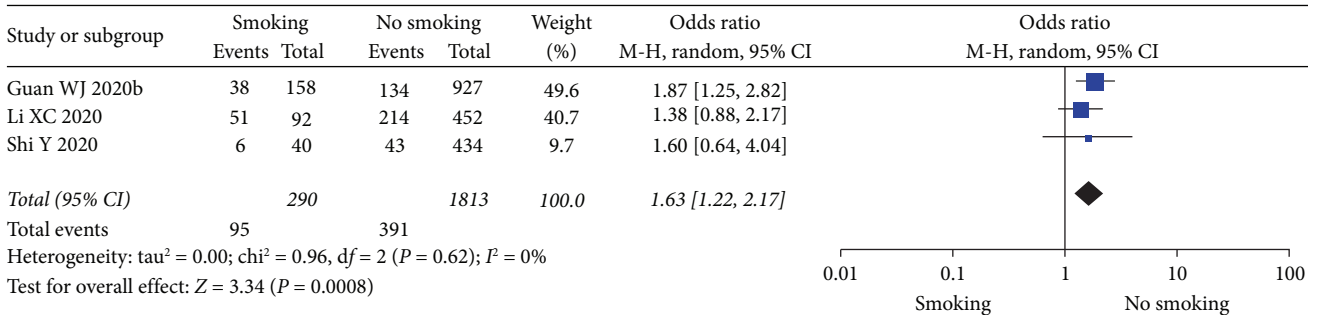 Study or subgroup Smoking No smoking Weight Odds ratio Odds ratio
Events Total Events Total (%) M-H, random, 95% CI M-H, random, 95% CI
Guan WJ 2020b 38 158 134 927 49.6 1.87 [1.25, 2.82]
Li XC 2020 51 92 214 452 40.7 1.38 [0.88, 2.17]
Shi Y 2020 6 40 43 434 9.7 1.60 [0.64, 4.04]
Total (95% CI) 290 1813 100.0 1.63 [1.22, 2.17]
Total events 95 391
Heterogeneity: tau² = 0.00; chi² = 0.96, df = 2 (P = 0.62); I² = 0%
Test for overall effect: Z = 3.34 (P = 0.0008)
0.01 0.1 1 10 100
Smoking No smoking